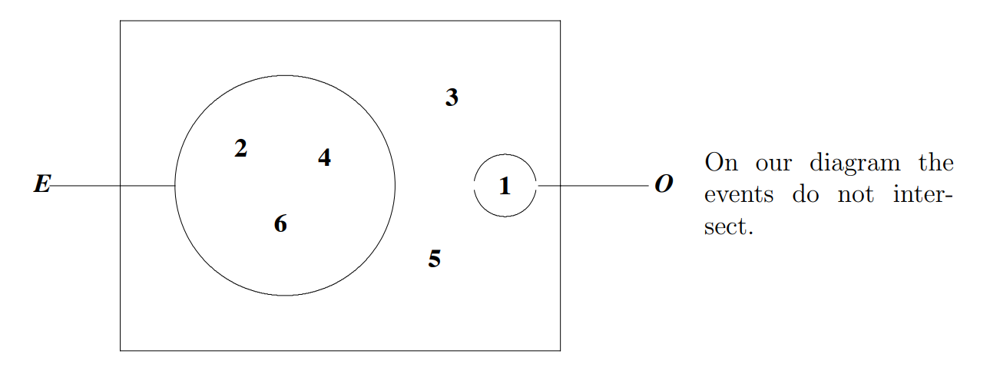 3
2 4
E 1 O
6
5
On our diagram the
events do not inter-
sect.